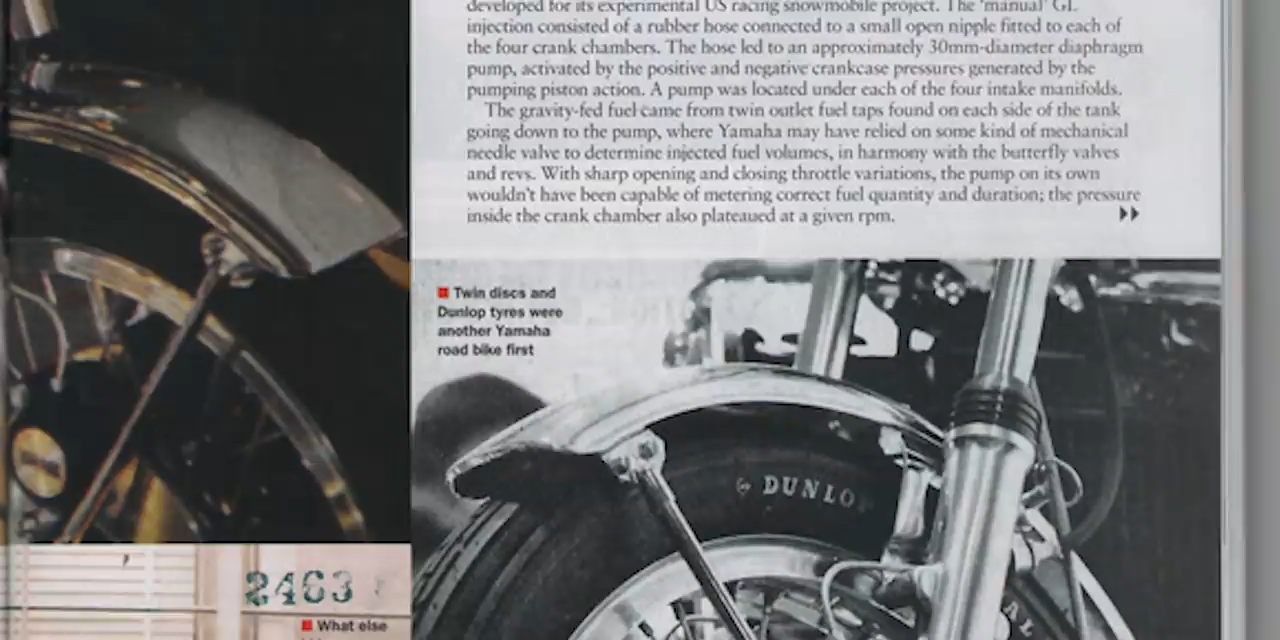 developed for its experimental US racing snowmobile project. The 'manual' GL
injection consisted of a rubber hose connected to a small open nipple fitted to each of
the four crank chambers. The hose led to an approximately 30mm-diameter diaphragm
pump, activated by the positive and negative crankcase pressures generated by the
pumping piston action. A pump was located under each of the four intake manifolds.
The gravity-fed fuel came from twin outlet fuel taps found on each side of the tank
going down to the pump, where Yamaha may have relied on some kind of mechanical
needle valve to determine injected fuel volumes, in harmony with the butterfly valves
and revs. With sharp opening and closing throttle variations, the pump on its own
wouldn't have been capable of metering correct fuel quantity and duration; the pressure
inside the crank chamber also plateaued at a given rpm.
Twin discs and
Dunlop tyres were
another Yamaha
road bike first
DUNLO
2463
What else